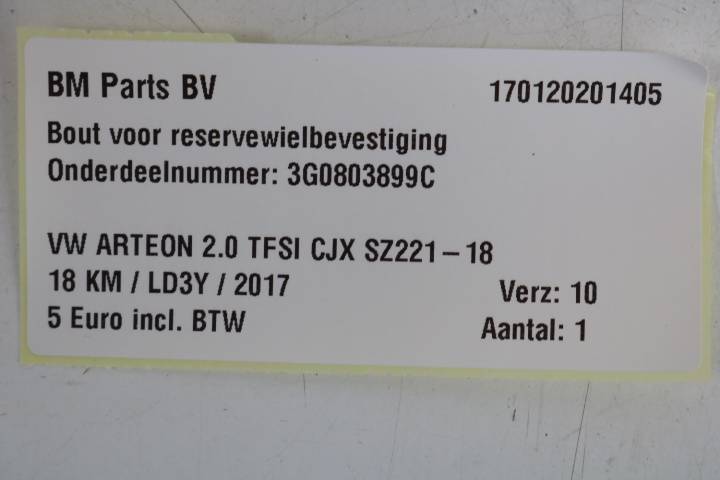 BM Parts BV 170120201405
Bout voor reservewielbevestiging
Onderdeelnummer: 3G0803899C
VW ARTEON 2.0 TFSI CJX SZ221-18
18 KM / LD3Y / 2017 Verz: 10
5 Euro incl. BTW Aantal: 1